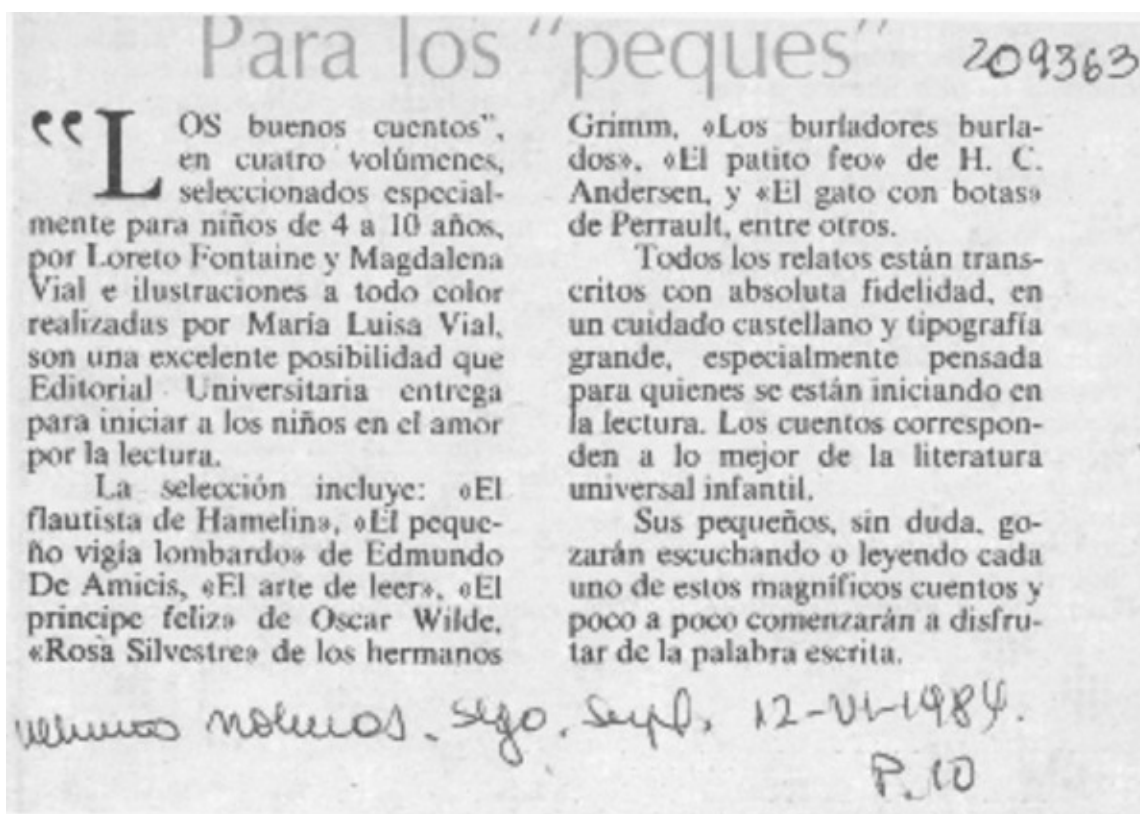 Para los "peques"
209363
“LOS buenos cuentos",
en cuatro volúmenes,
seleccionados especial-
mente para niños de 4 a 10 años,
por Loreto Fontaine y Magdalena
Vial e ilustraciones a todo color
realizadas por María Luisa Vial,
son una excelente posibilidad que
Editorial Universitaria entrega
para iniciar a los niños en el amor
por la lectura.
La selección incluye: «El
flautista de Hamelin», «El peque-
ño vigía lombardo» de Edmundo
De Amicis, «El arte de leer», «El
príncipe feliz» de Oscar Wilde,
«Rosa Silvestre» de los hermanos
Grimm, «Los burladores burla-
dos», «El patito feo» de H. C.
Andersen, y «El gato con botas»
de Perrault, entre otros.
Todos los relatos están trans-
critos con absoluta fidelidad, en
un cuidado castellano y tipografía
grande, especialmente pensada
para quienes se están iniciando en
la lectura. Los cuentos correspon-
den a lo mejor de la literatura
universal infantil.
Sus pequeños, sin duda, go-
zarán escuchando o leyendo cada
uno de estos magníficos cuentos y
poco a poco comenzarán a disfru-
tar de la palabra escrita.
noticias. stgo. supl. 12-VI-1984.
P. 10